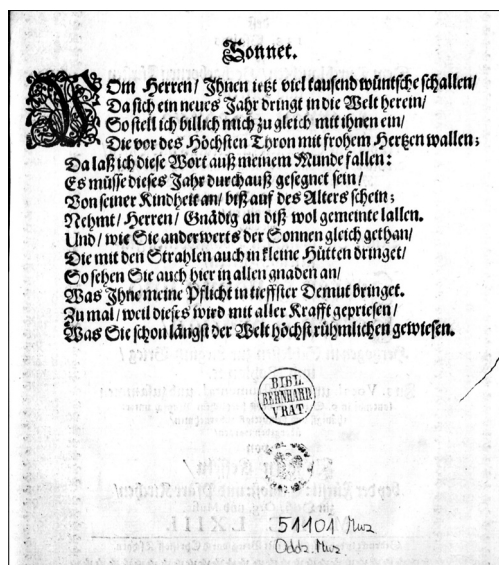 Sonnet.
WOm Herren/ Ihnen ietzt viel tausend wüntsche schallen/
Da sich ein neues Jahr dringt in die Welt herein/
So stell ich billich mich zu gleich mit ihnen ein/
Die vor des Höchsten Thron mit frohem Hertzen wallen;
Da laß ich diese Wort auß meinem Munde fallen:
Es müsse dieses Jahr durchauß gesegnet sein/
Von seiner Kindheit an/ biß auf des Alters schein;
Nehmt/ Herren/ Gnädig an diß wol gemeinte lallen.
Und/ wie Sie anderwerts der Sonnen gleich gethan/
Die mit den Strahlen auch in kleine Hütten dringet/
So sehen Sie auch hier in allen gnaden an/
Was Ihne meine Pflicht in tieffster Demut bringet.
Zu mal/ weil dieses wird mit aller Krafft gepriesen/
Was Sie schon längst der Welt höchst rühmlichen gewiesen.
BIBL.
BERNHARD.
VRAT.
51101 Muz
Oddz. Muz.